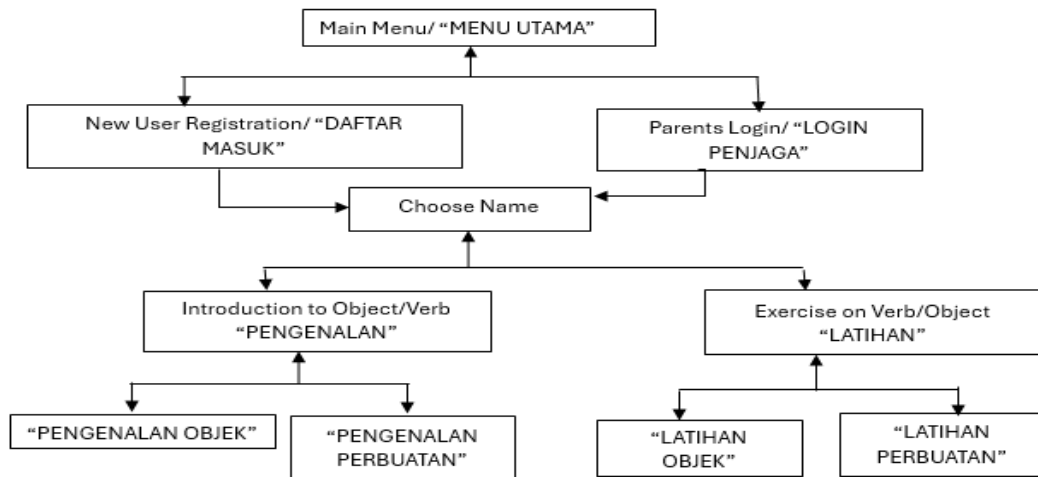 Main Menu/ “MENU UTAMA”
New User Registration/ “DAFTAR
MASUK”
Parents Login/ “LOGIN
PENJAGA”
Choose Name
Introduction to Object/Verb
“PENGENALAN”
Exercise on Verb/Object
“LATIHAN”
“PENGENALAN OBJEK”
“PENGENALAN
PERBUATAN”
“LATIHAN
OBJEK”
“LATIHAN
PERBUATAN”